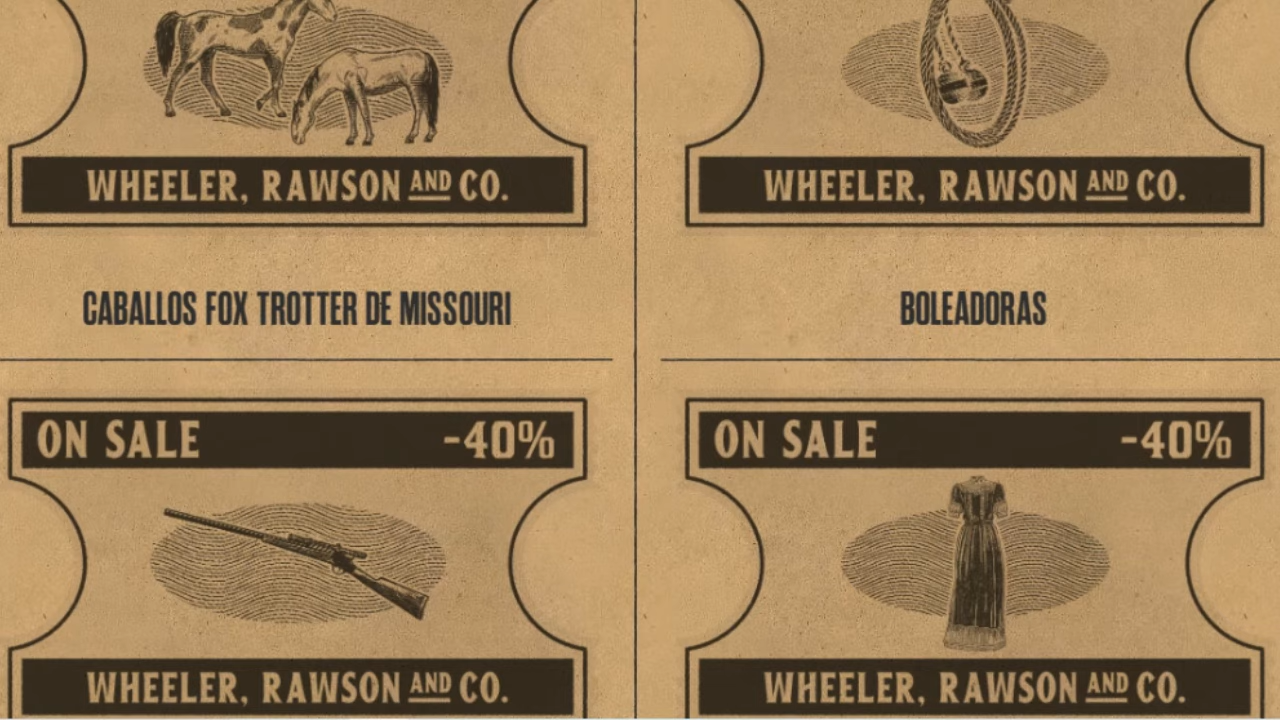 WHEELER, RAWSON AND CO.
WHEELER, RAWSON AND CO.
CABALLOS FOX TROTTER DE MISSOURI
BOLEADORAS
ON SALE -40%
ON SALE -40%
WHEELER, RAWSON AND CO.
WHEELER, RAWSON AND CO.